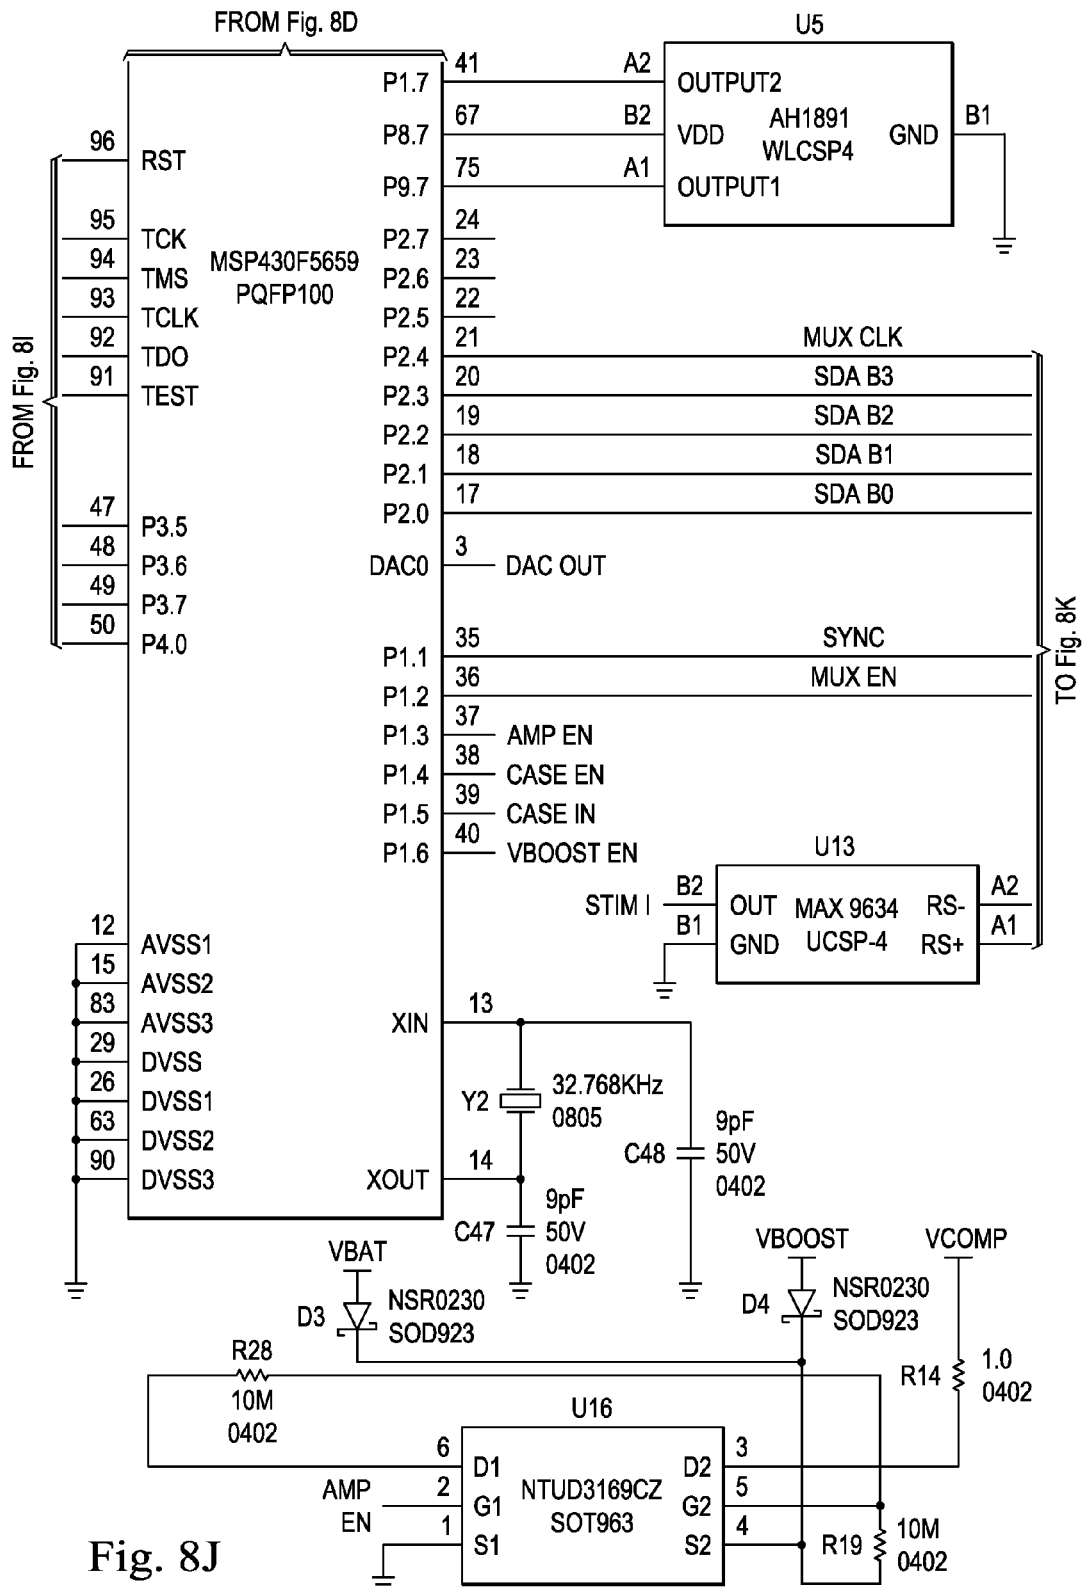 FROM Fig. 8D
U5
P1.7 41 A2 OUTPUT2
P8.7 67 B2 VDD
AH1891
WLCSP4
GND B1
P9.7 75 A1 OUTPUT1
96 RST
95 TCK
94 TMS
93 TCLK
92 TDO
91 TEST
FROM Fig. 8I
MSP430F5659
PQFP100
P2.7 24
P2.6 23
P2.5 22
P2.4 21 MUX CLK
P2.3 20 SDA B3
P2.2 19 SDA B2
P2.1 18 SDA B1
P2.0 17 SDA B0
47 P3.5
48 P3.6
49 P3.7
50 P4.0
DAC0 3 DAC OUT
P1.1 35 SYNC
P1.2 36 MUX EN
TO Fig. 8K
P1.3 37 AMP EN
P1.4 38 CASE EN
P1.5 39 CASE IN
P1.6 40 VBOOST EN
U13
STIM I B2 OUT
B1 GND
MAX 9634
UCSP-4
RS- A2
RS+ A1
12 AVSS1
15 AVSS2
83 AVSS3
29 DVSS
26 DVSS1
63 DVSS2
90 DVSS3
XIN 13
Y2 32.768KHz
0805
XOUT 14
C48 9pF
50V
0402
C47 9pF
50V
0402
VBAT
D3 NSR0230
SOD923
VBOOST
D4 NSR0230
SOD923
VCOMP
R14 1.0
0402
R28
10M
0402
U16
6 D1
AMP
EN
2 G1
1 S1
NTUD3169CZ
SOT963
D2 3
G2 5
S2 4
R19 10M
0402
Fig. 8J